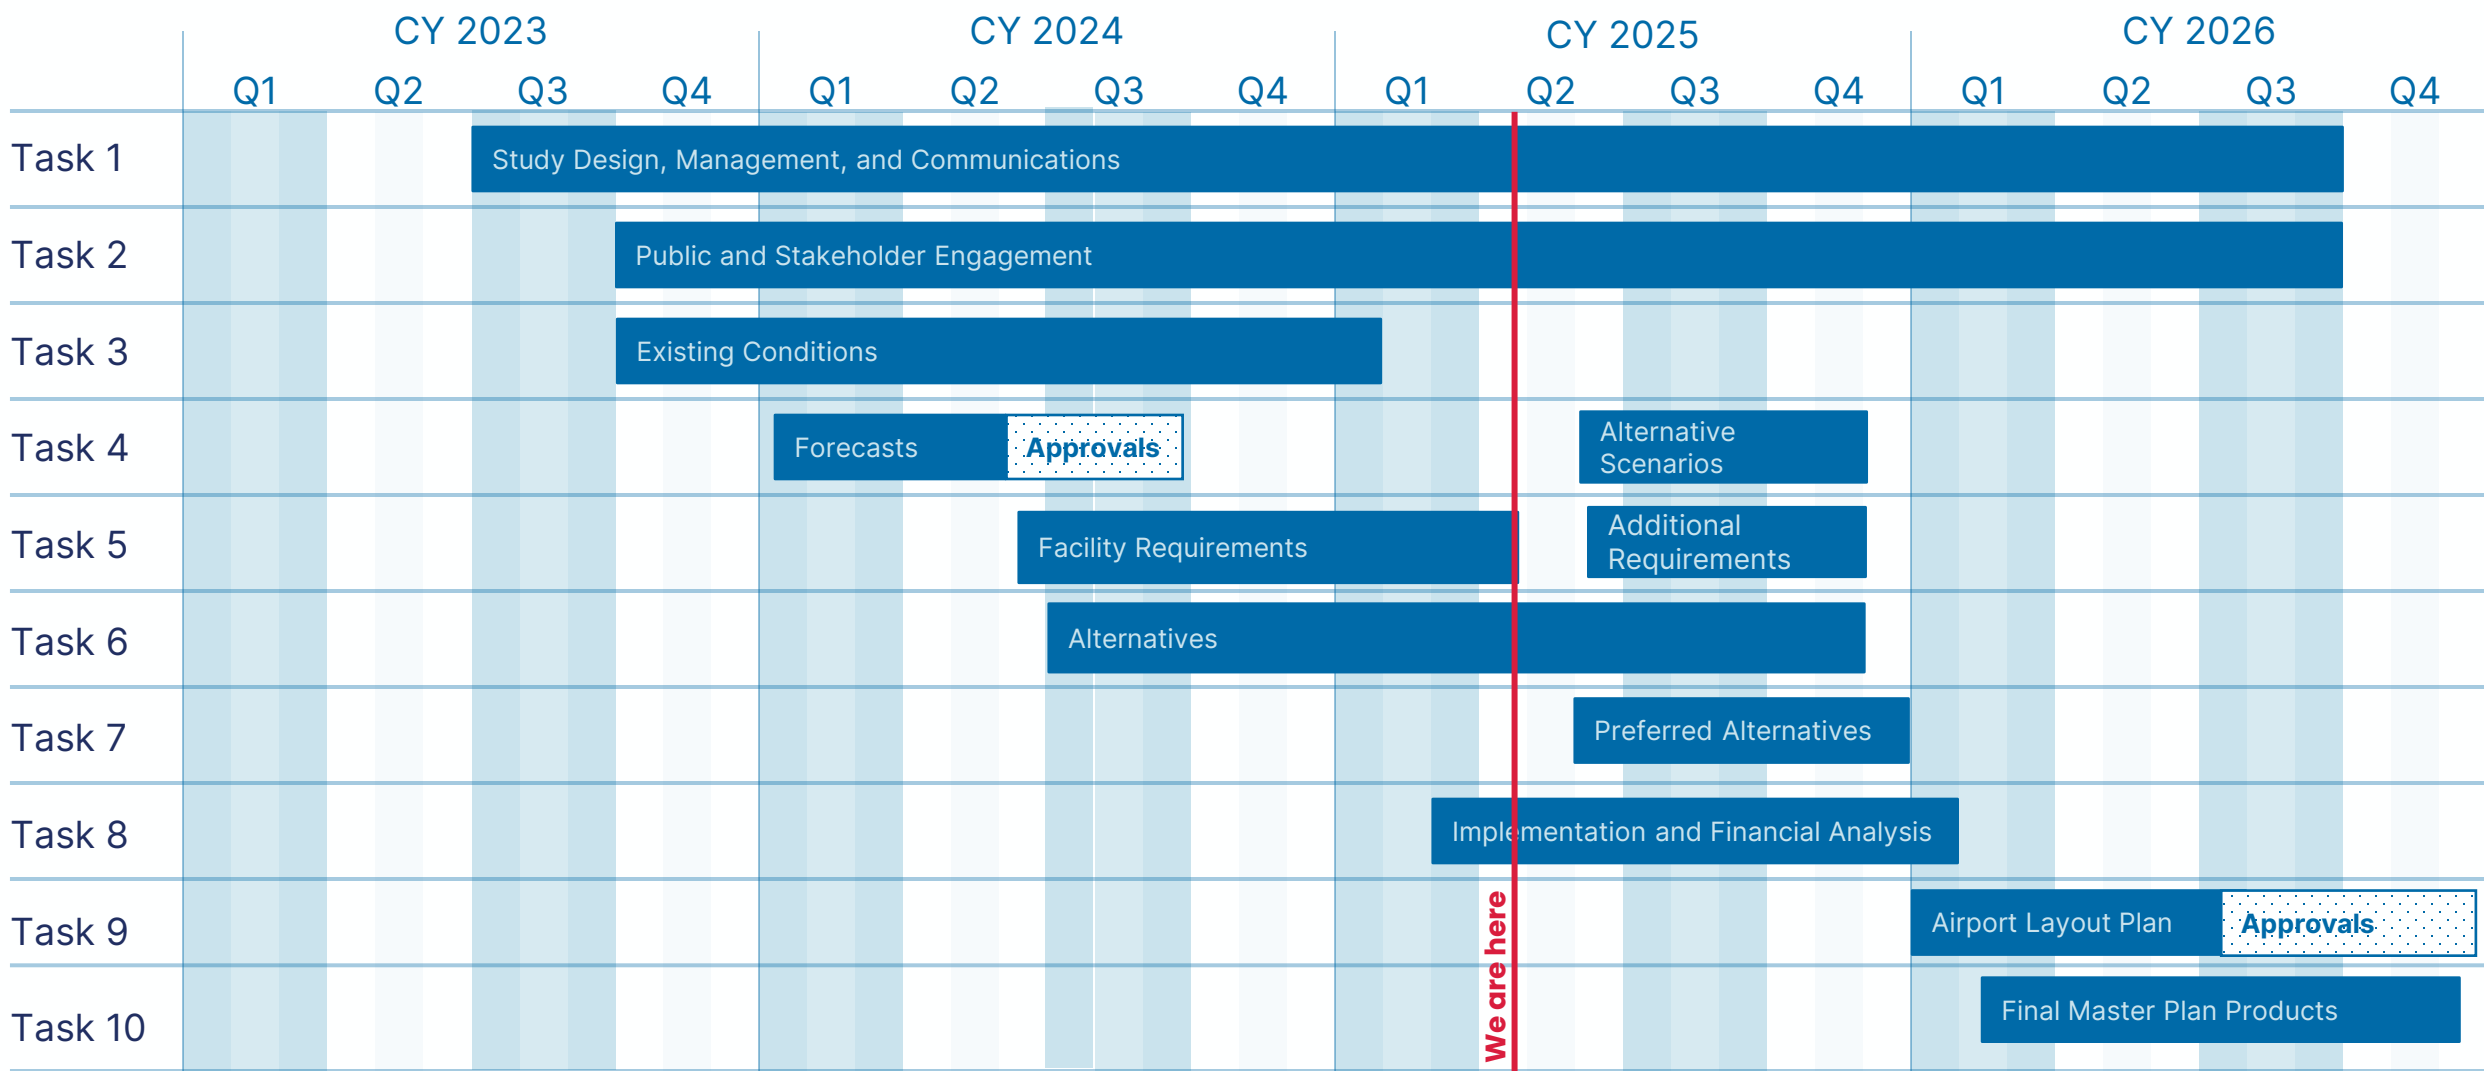 CY 2023 CY 2024 CY 2025 CY 2026
Q1 Q2 Q3 Q4 Q1 Q2 Q3 Q4 Q1 Q2 Q3 Q4 Q1 Q2 Q3 Q4
Task 1 Study Design, Management, and Communications
Task 2 Public and Stakeholder Engagement
Task 3 Existing Conditions
Task 4 Forecasts Approvals Alternative
Scenarios
Task 5 Facility Requirements Additional
Requirements
Task 6 Alternatives
Task 7 Preferred Alternatives
Task 8 Implementation and Financial Analysis
Task 9 Airport Layout Plan Approvals
Task 10 Final Master Plan Products
We are here